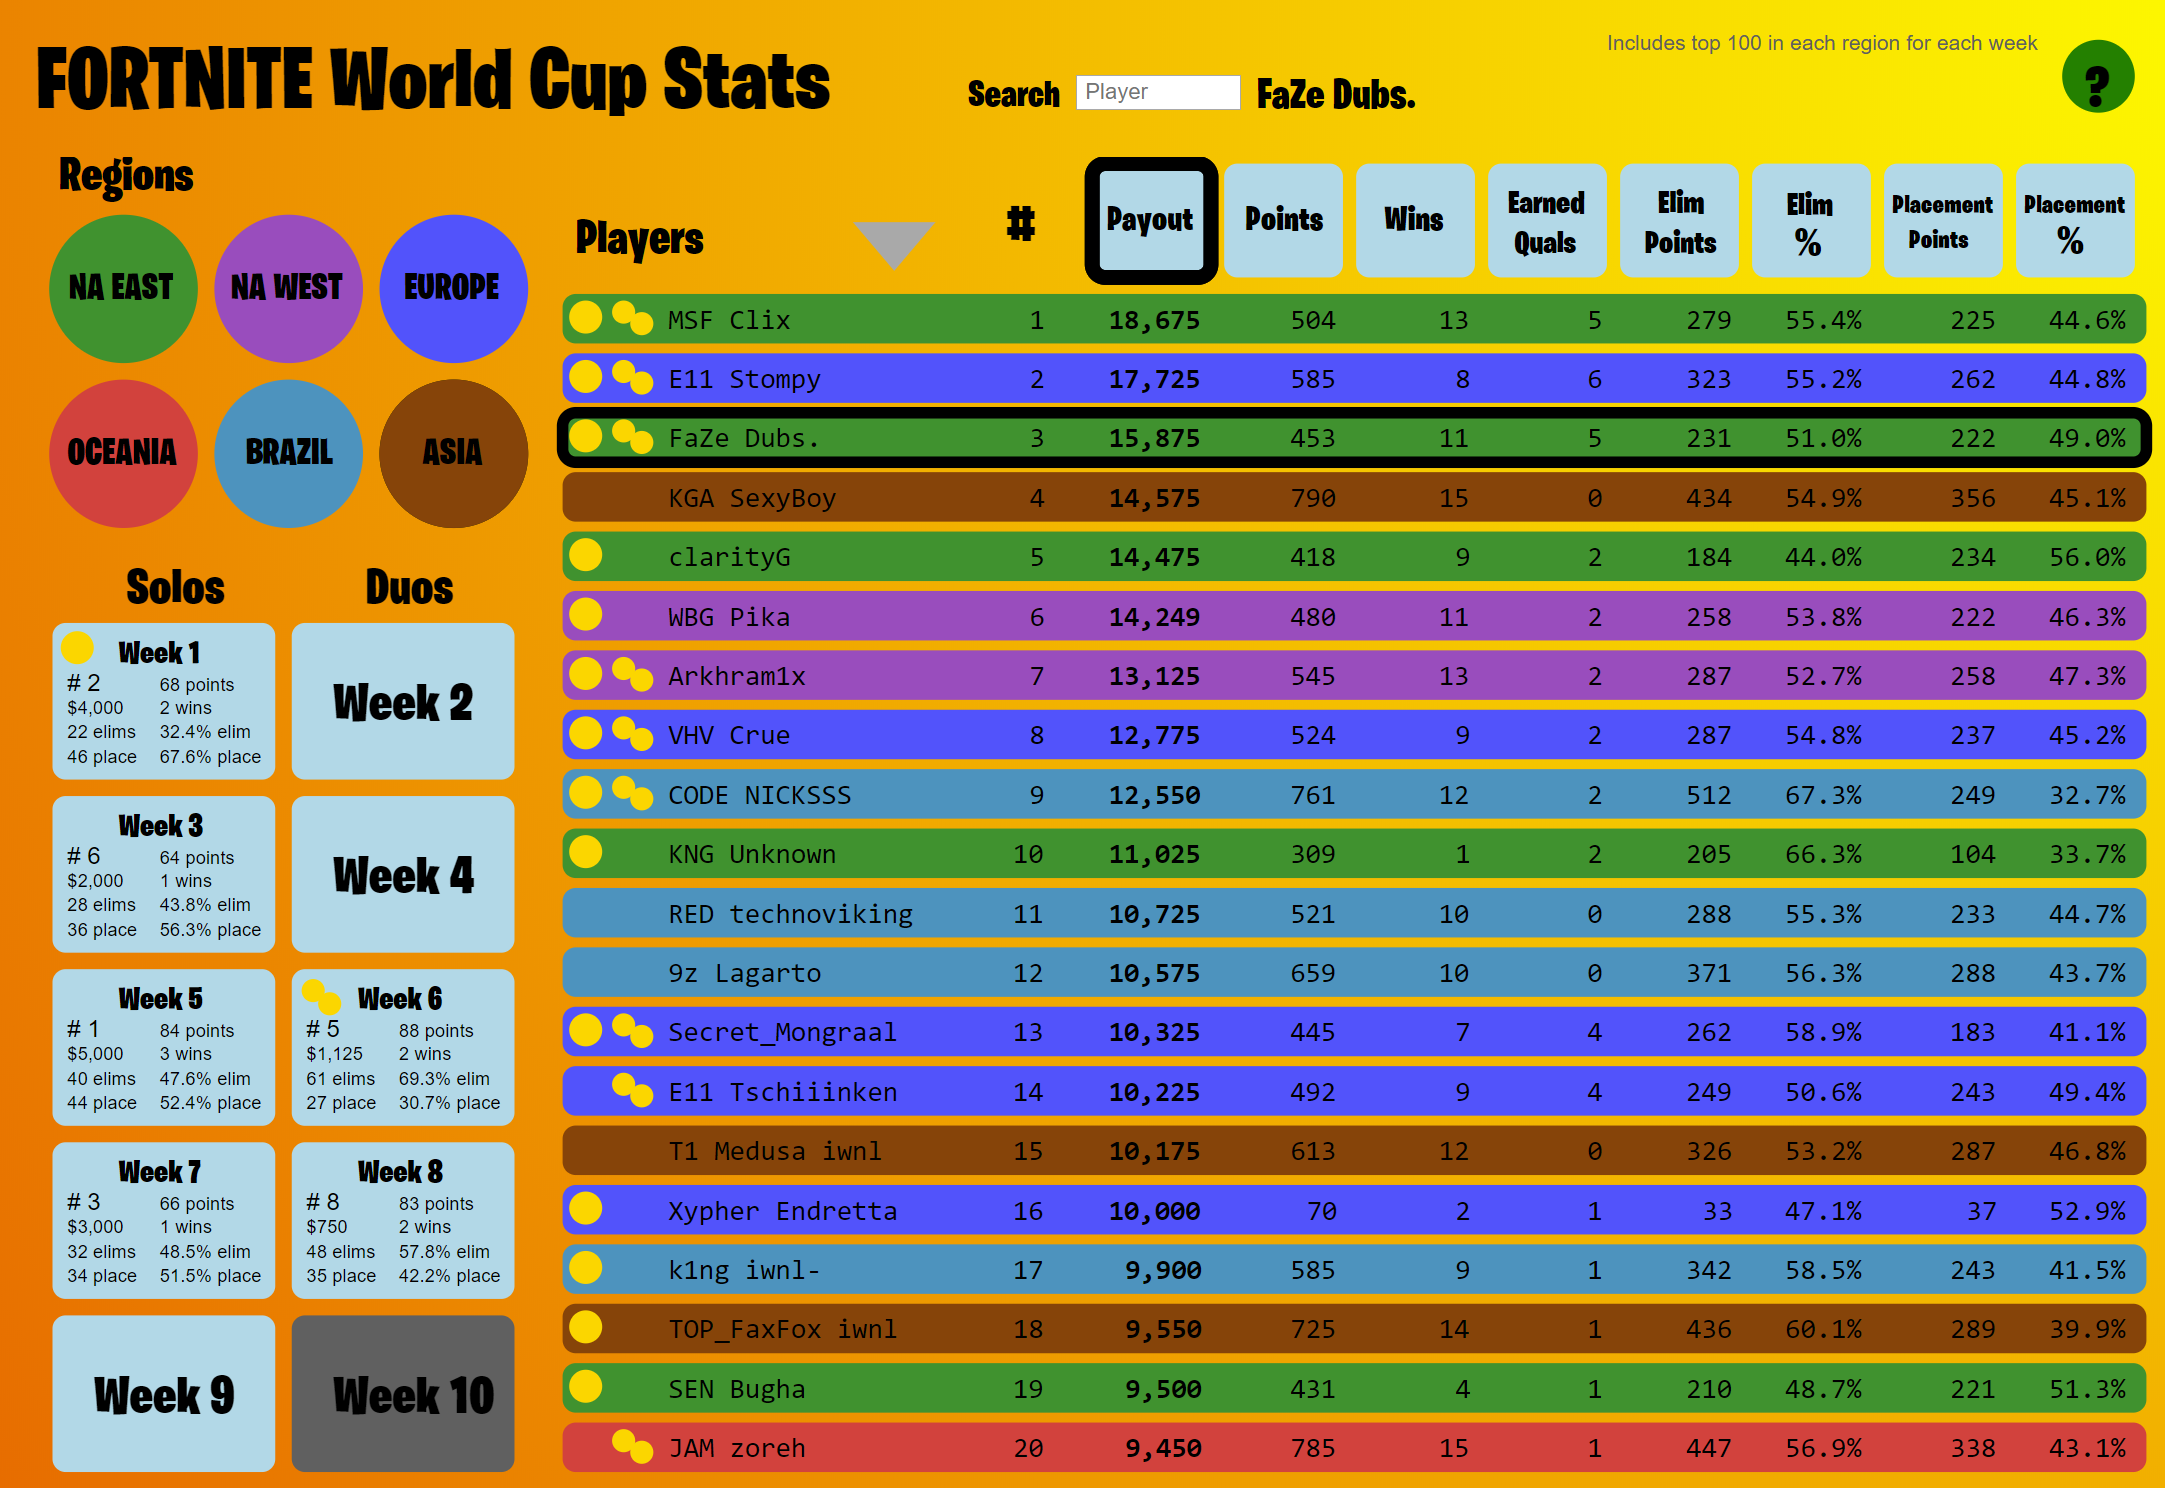 Includes top 100 in each region for each week
FORTNITE World Cup Stats
Search Player FaZe Dubs.
?
Regions
NA EAST NA WEST EUROPE
OCEANIA BRAZIL ASIA
Solos Duos
Week 1
# 2 68 points
$4,000 2 wins
22 elims 32.4% elim
46 place 67.6% place
Week 2
Week 3
# 6 64 points
$2,000 1 wins
28 elims 43.8% elim
36 place 56.3% place
Week 4
Week 5
# 1 84 points
$5,000 3 wins
40 elims 47.6% elim
44 place 52.4% place
Week 6
# 5 88 points
$1,125 2 wins
61 elims 69.3% elim
27 place 30.7% place
Week 7
# 3 66 points
$3,000 1 wins
32 elims 48.5% elim
34 place 51.5% place
Week 8
# 8 83 points
$750 2 wins
48 elims 57.8% elim
35 place 42.2% place
Week 9
Week 10
Players # Payout Points Wins Earned Quals Elim Points Elim % Placement Points Placement %
MSF Clix 1 18,675 504 13 5 279 55.4% 225 44.6%
E11 Stompy 2 17,725 585 8 6 323 55.2% 262 44.8%
FaZe Dubs. 3 15,875 453 11 5 231 51.0% 222 49.0%
KGA SexyBoy 4 14,575 790 15 0 434 54.9% 356 45.1%
clarityG 5 14,475 418 9 2 184 44.0% 234 56.0%
WBG Pika 6 14,249 480 11 2 258 53.8% 222 46.3%
Arkhram1x 7 13,125 545 13 2 287 52.7% 258 47.3%
VHV Crue 8 12,775 524 9 2 287 54.8% 237 45.2%
CODE NICKSSS 9 12,550 761 12 2 512 67.3% 249 32.7%
KNG Unknown 10 11,025 309 1 2 205 66.3% 104 33.7%
RED technoviking 11 10,725 521 10 0 288 55.3% 233 44.7%
9z Lagarto 12 10,575 659 10 0 371 56.3% 288 43.7%
Secret_Mongraal 13 10,325 445 7 4 262 58.9% 183 41.1%
E11 Tschiiinken 14 10,225 492 9 4 249 50.6% 243 49.4%
T1 Medusa iwnl 15 10,175 613 12 0 326 53.2% 287 46.8%
Xypher Endretta 16 10,000 70 2 1 33 47.1% 37 52.9%
k1ng iwnl- 17 9,900 585 9 1 342 58.5% 243 41.5%
TOP_FaxFox iwnl 18 9,550 725 14 1 436 60.1% 289 39.9%
SEN Bugha 19 9,500 431 4 1 210 48.7% 221 51.3%
JAM zoreh 20 9,450 785 15 1 447 56.9% 338 43.1%